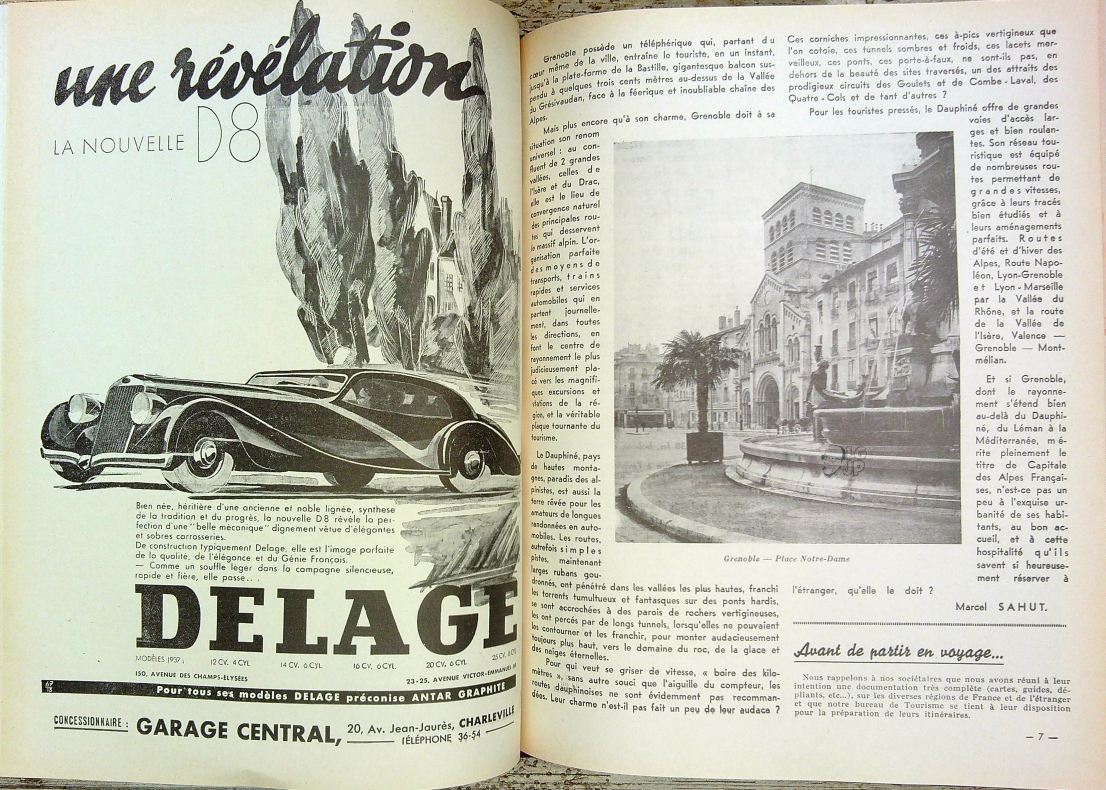 une révélation
LA NOUVELLE D8
Bien née, héritière d'une ancienne et noble lignée, synthese
de la tradition et du progrès, la nouvelle D8 révèle la per-
fection d'une "belle mécanique" dignement vêtue d'élégantes
et sobres carrosseries.
De construction typiquement Delage, elle est l'image parfaite
de la qualité, de l'élégance et du Génie Français.
— Comme un souffle léger dans la campagne silencieuse,
rapide et fière, elle passe...
DELAGE
MODÈLES 1937 : 12 CV. 4 CYL. 14 CV. 6 CYL. 16 CV. 6 CYL. 20 CV. 6 CYL. 25 CV. 8 CYL
150, AVENUE DES CHAMPS-ÉLYSÉES 23-25, AVENUE VICTOR-EMMANUEL III
Pour tous ses modèles DELAGE préconise ANTAR GRAPHITE
CONCESSIONNAIRE : GARAGE CENTRAL, 20, Av. Jean-Jaurès, CHARLEVILLE
TÉLÉPHONE 36-54
Grenoble possède un téléphérique qui, partant du
cœur même de la ville, entraîne le touriste, en un instant,
jusqu'à la plate-forme de la Bastille, gigantesque balcon sus-
pendu à quelques trois cents mètres au-dessus de la Vallée
du Grésivaudan, face à la féerique et inoubliable chaîne des
Alpes.
Mais plus encore qu'à son charme, Grenoble doit à sa
situation son renom
universel : au con-
fluent de 2 grandes
vallées, celles de
l'Isère et du Drac,
elle est le lieu de
convergence naturel
des principales rou-
tes qui desservent
le massif alpin. L'or-
ganisation parfaite
des moyens de
transports, trains
rapides et services
automobiles qui en
partent journelle-
ment, dans toutes
les directions, en
font le centre de
rayonnement le plus
judicieusement pla-
cé vers les magnifi-
ques excursions et
stations de la ré-
gion, et la véritable
plaque tournante du
tourisme.
Le Dauphiné, pays
de hautes monta-
gnes, paradis des al-
pinistes, est aussi la
terre rêvée pour les
amateurs de longues
randonnées en auto-
mobiles. Les routes,
autrefois simples
pistes, maintenant
larges rubans gou-
dronnés, ont pénétré dans les vallées les plus hautes, franchi
les torrents tumultueux et fantasques sur des ponts hardis,
se sont accrochées à des parois de rochers vertigineuses,
les ont percés par de longs tunnels, lorsqu'elles ne pouvaient
les contourner et les franchir, pour monter audacieusement
toujours plus haut, vers le domaine du roc, de la glace et
des neiges éternelles.
Pour qui veut se griser de vitesse, « boire des kilo-
mètres », sans autre souci que l'aiguille du compteur, les
routes dauphinoises ne sont évidemment pas recomman-
dées. Leur charme n'est-il pas fait un peu de leur audace ?
Ces corniches impressionnantes, ces à-pics vertigineux que
l'on cotoie, ces tunnels sombres et froids, ces lacets mer-
veilleux, ces ponts, ces porte-à-faux, ne sont-ils pas, en
dehors de la beauté des sites traversés, un des attraits des
prodigieux circuits des Goulets et de Combe-Laval, des
Quatre-Cols et de tant d'autres ?
Pour les touristes pressés, le Dauphiné offre de grandes
voies d'accès lar-
ges et bien roulan-
tes. Son réseau tou-
ristique est équipé
de nombreuses rou-
tes permettant de
grandes vitesses,
grâce à leurs tracés
bien étudiés et à
leurs aménagements
parfaits. Routes
d'été et d'hiver des
Alpes, Route Napo-
léon, Lyon-Grenoble
et Lyon-Marseille
par la Vallée du
Rhône, et la route
de la Vallée de
l'Isère, Valence —
Grenoble — Mont-
mélian.
Et si Grenoble,
dont le rayonne-
ment s'étend bien
au-delà du Dauphi-
né, du Léman à la
Méditerranée, mé-
rite pleinement le
titre de Capitale
des Alpes Françai-
ses, n'est-ce pas un
peu à l'exquise ur-
banité de ses habi-
tants, au bon ac-
cueil, et à cette
hospitalité qu'ils
savent si heureuse-
ment réserver à
l'étranger, qu'elle le doit ?
Marcel SAHUT.
Grenoble — Place Notre-Dame
Avant de partir en voyage...
Nous rappelons à nos sociétaires que nous avons réuni à leur
intention une documentation très complète (cartes, guides, dé-
pliants, etc...), sur les diverses régions de France et de l'étranger
et que notre bureau de Tourisme se tient à leur disposition
pour la préparation de leurs itinéraires.
— 7 —